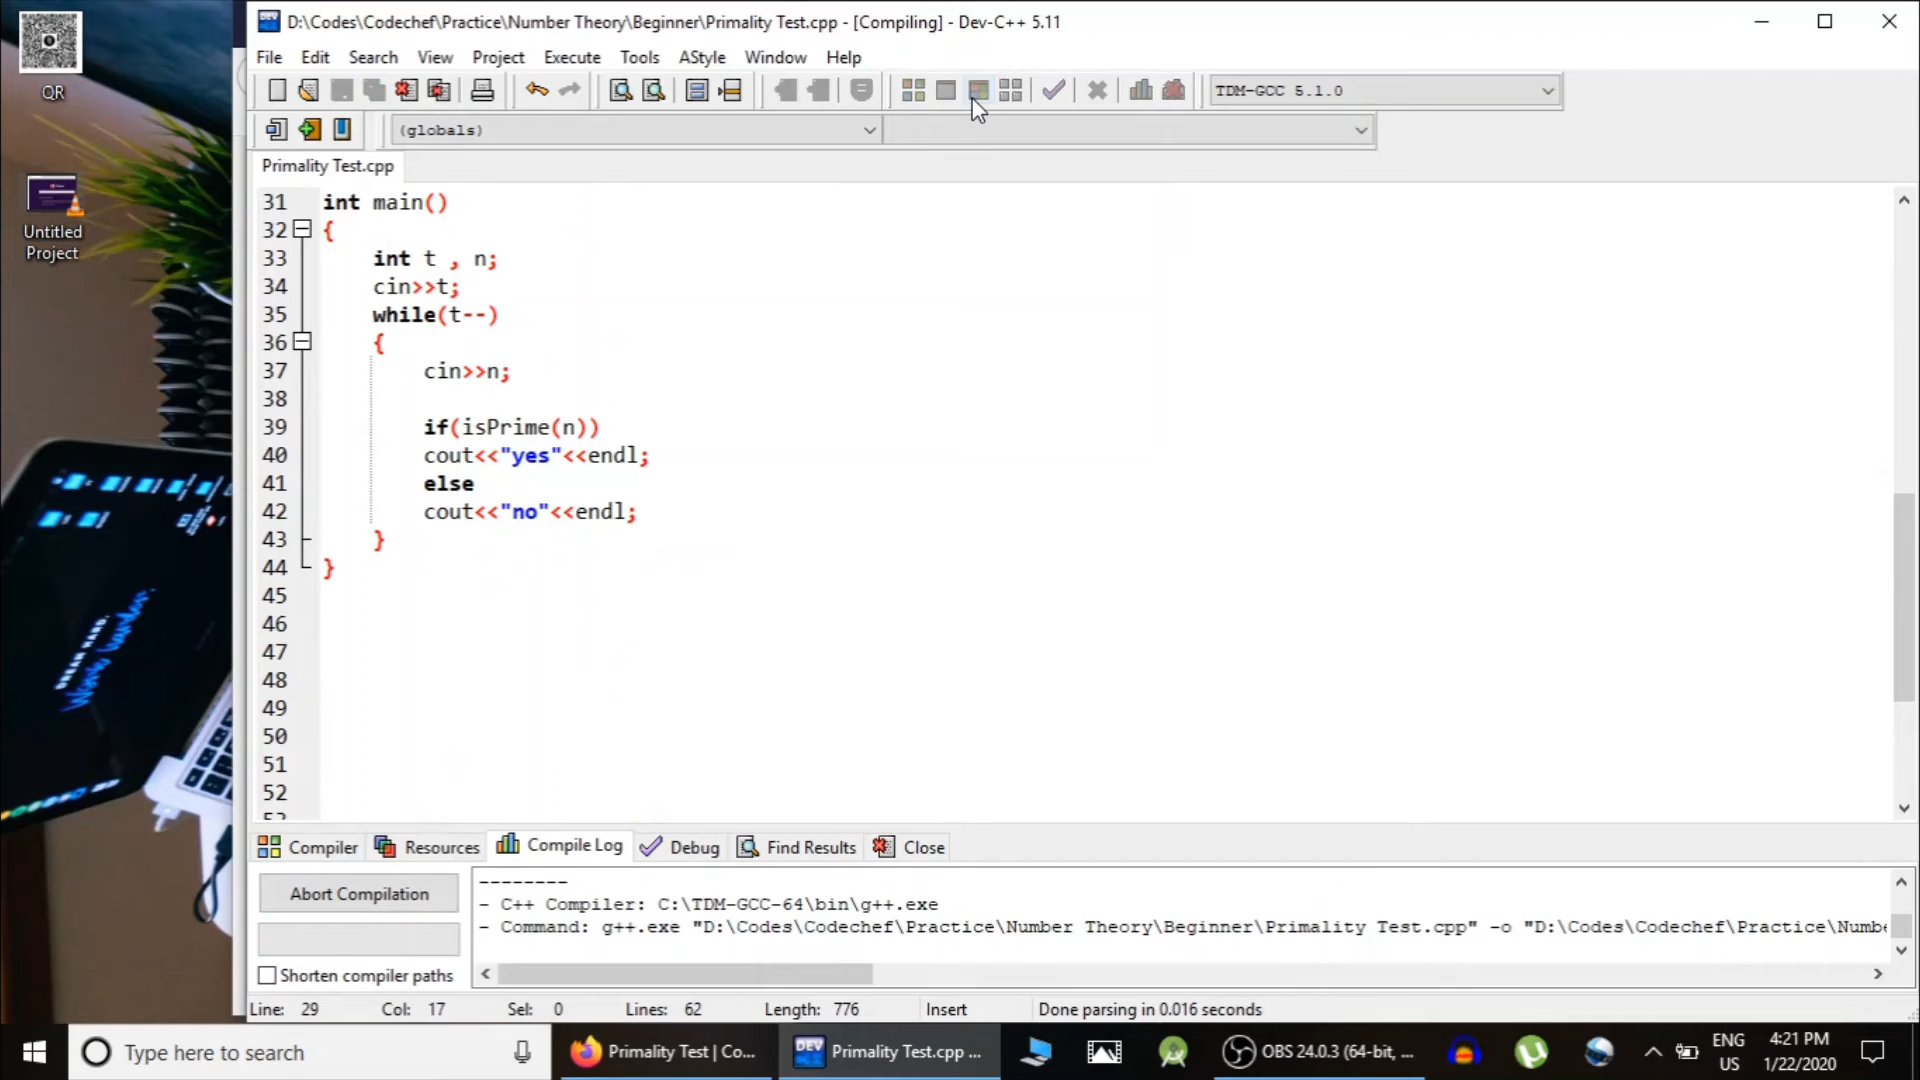 QR
Untitled
Project
DREAM HARD.
D:\Codes\Codechef\Practice\Number Theory\Beginner\Primality Test.cpp - [Compiling] - Dev-C++ 5.11
File Edit Search View Project Execute Tools AStyle Window Help
TDM-GCC 5.1.0
(globals)
Primality Test.cpp
31 int main()
32 {
33 int t , n;
34 cin>>t;
35 while(t--)
36 {
37 cin>>n;
38
39 if(isPrime(n))
40 cout<<"yes"<<endl;
41 else
42 cout<<"no"<<endl;
43 }
44 }
45
46
47
48
49
50
51
52
53
Compiler Resources Compile Log Debug Find Results Close
Abort Compilation
Shorten compiler paths
--------
- C++ Compiler: C:\TDM-GCC-64\bin\g++.exe
- Command: g++.exe "D:\Codes\Codechef\Practice\Number Theory\Beginner\Primality Test.cpp" -o "D:\Codes\Codechef\Practice\Numbe
Line: 29 Col: 17 Sel: 0 Lines: 62 Length: 776 Insert Done parsing in 0.016 seconds
Type here to search
Primality Test | Co...
DEV
Primality Test.cpp ...
OBS 24.0.3 (64-bit, ...
ENG
US
4:21 PM
1/22/2020